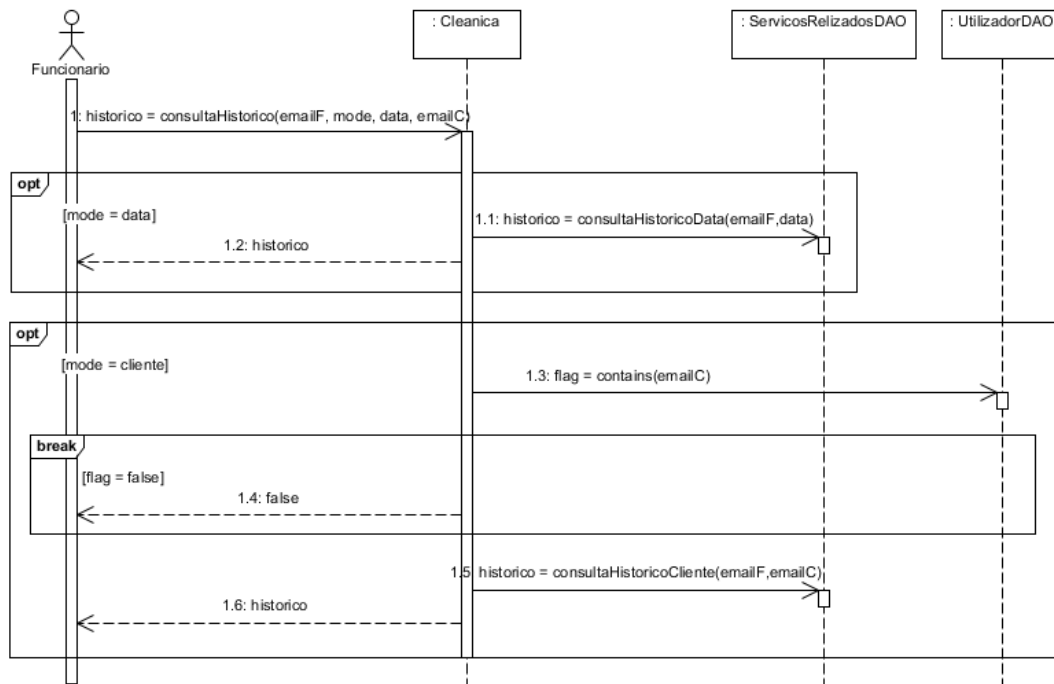 : Cleanica
: ServicosRelizadosDAO
: UtilizadorDAO
Funcionario
1: historico = consultaHistorico(emailF, mode, data, emailC)
opt
[mode = data]
1.1: historico = consultaHistoricoData(emailF,data)
1.2: historico
opt
[mode = cliente]
1.3: flag = contains(emailC)
break
[flag = false]
1.4: false
1.5: historico = consultaHistoricoCliente(emailF,emailC)
1.6: historico